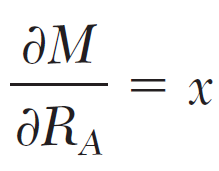 ∂M/∂R_A = x